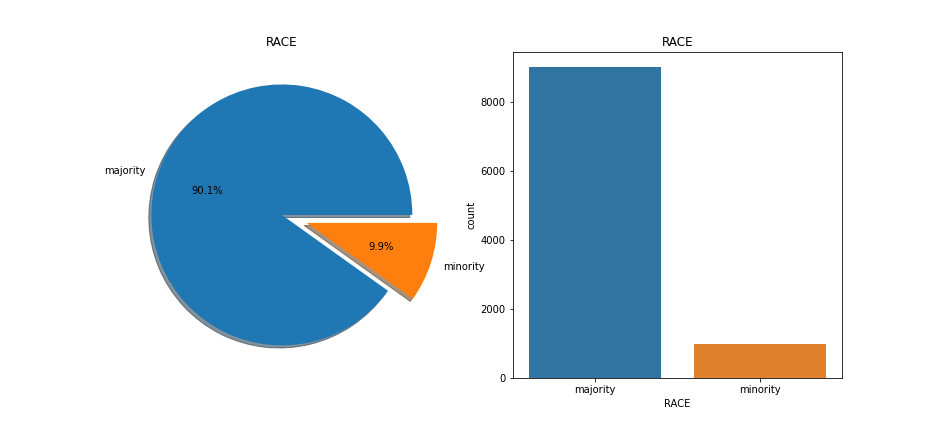 RACE
majority
90.1%
9.9%
minority
RACE
8000
6000
4000
2000
0
count
majority
minority
RACE